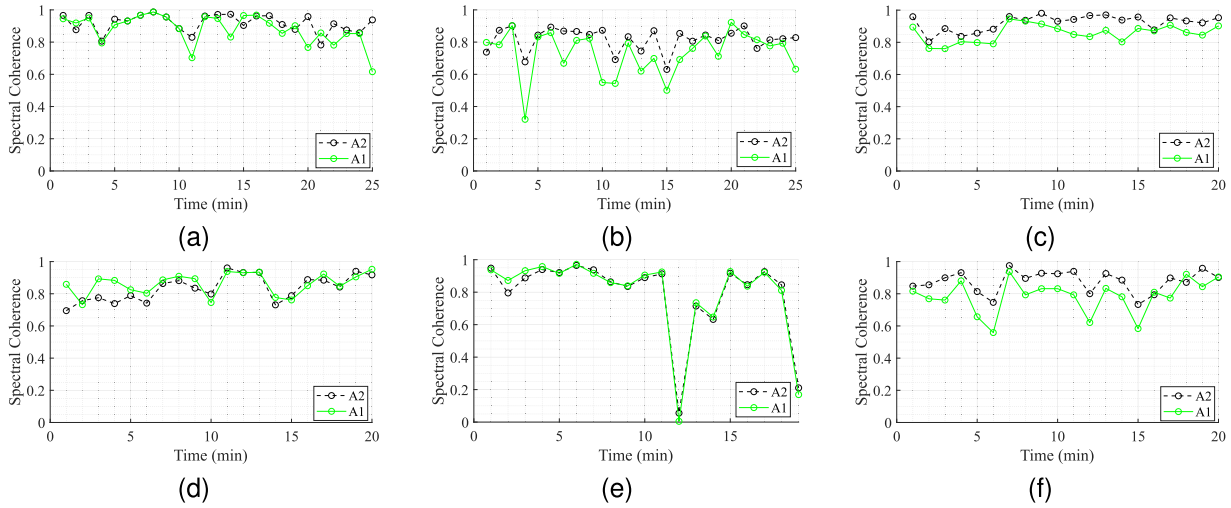 Spectral Coherence
1
0.8
0.6
0.4
0.2
0
0 5 10 15 20 25
Time (min)
A2
A1
(a)
Spectral Coherence
1
0.8
0.6
0.4
0.2
0
0 5 10 15 20 25
Time (min)
A2
A1
(b)
Spectral Coherence
1
0.8
0.6
0.4
0.2
0
0 5 10 15 20
Time (min)
A2
A1
(c)
Spectral Coherence
1
0.8
0.6
0.4
0.2
0
0 5 10 15 20
Time (min)
A2
A1
(d)
Spectral Coherence
1
0.8
0.6
0.4
0.2
0
0 5 10 15
Time (min)
A2
A1
(e)
Spectral Coherence
1
0.8
0.6
0.4
0.2
0
0 5 10 15 20
Time (min)
A2
A1
(f)